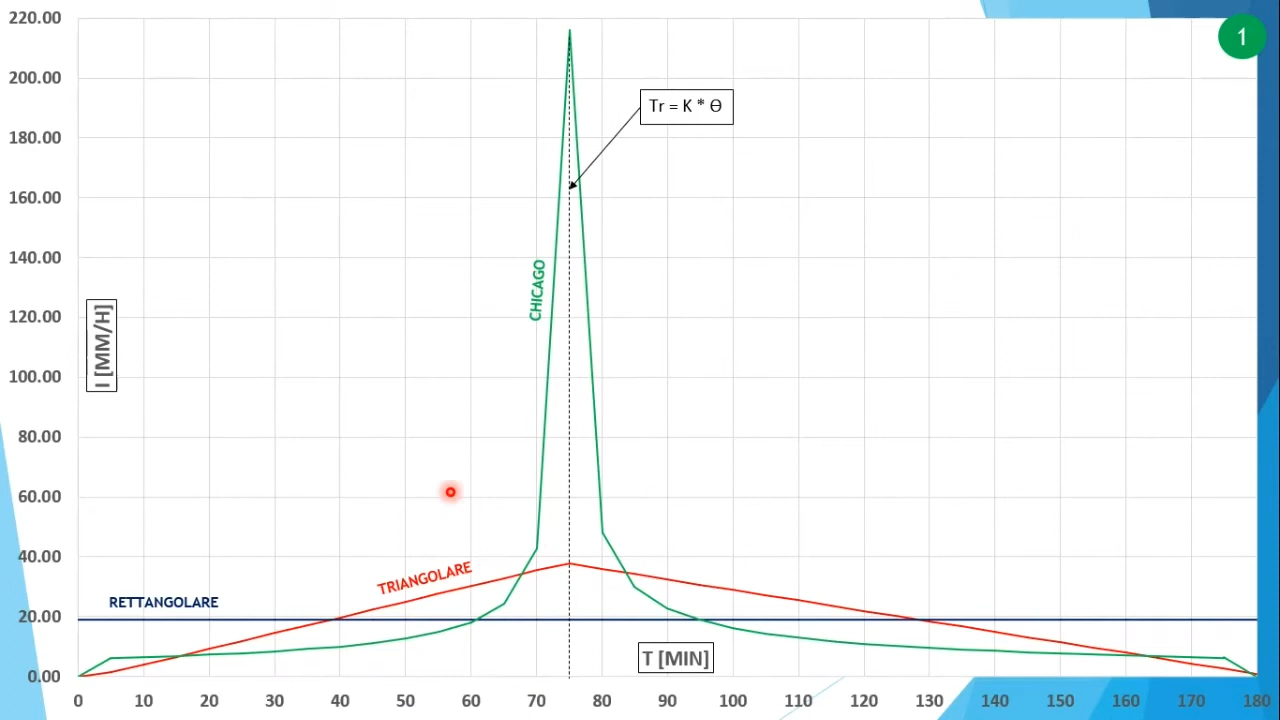 220.00
1
200.00
Tr = K * Θ
180.00
160.00
140.00
CHICAGO
120.00
I [MM/H]
100.00
80.00
60.00
40.00
TRIANGOLARE
RETTANGOLARE
20.00
T [MIN]
0.00
0 10 20 30 40 50 60 70 80 90 100 110 120 130 140 150 160 170 180